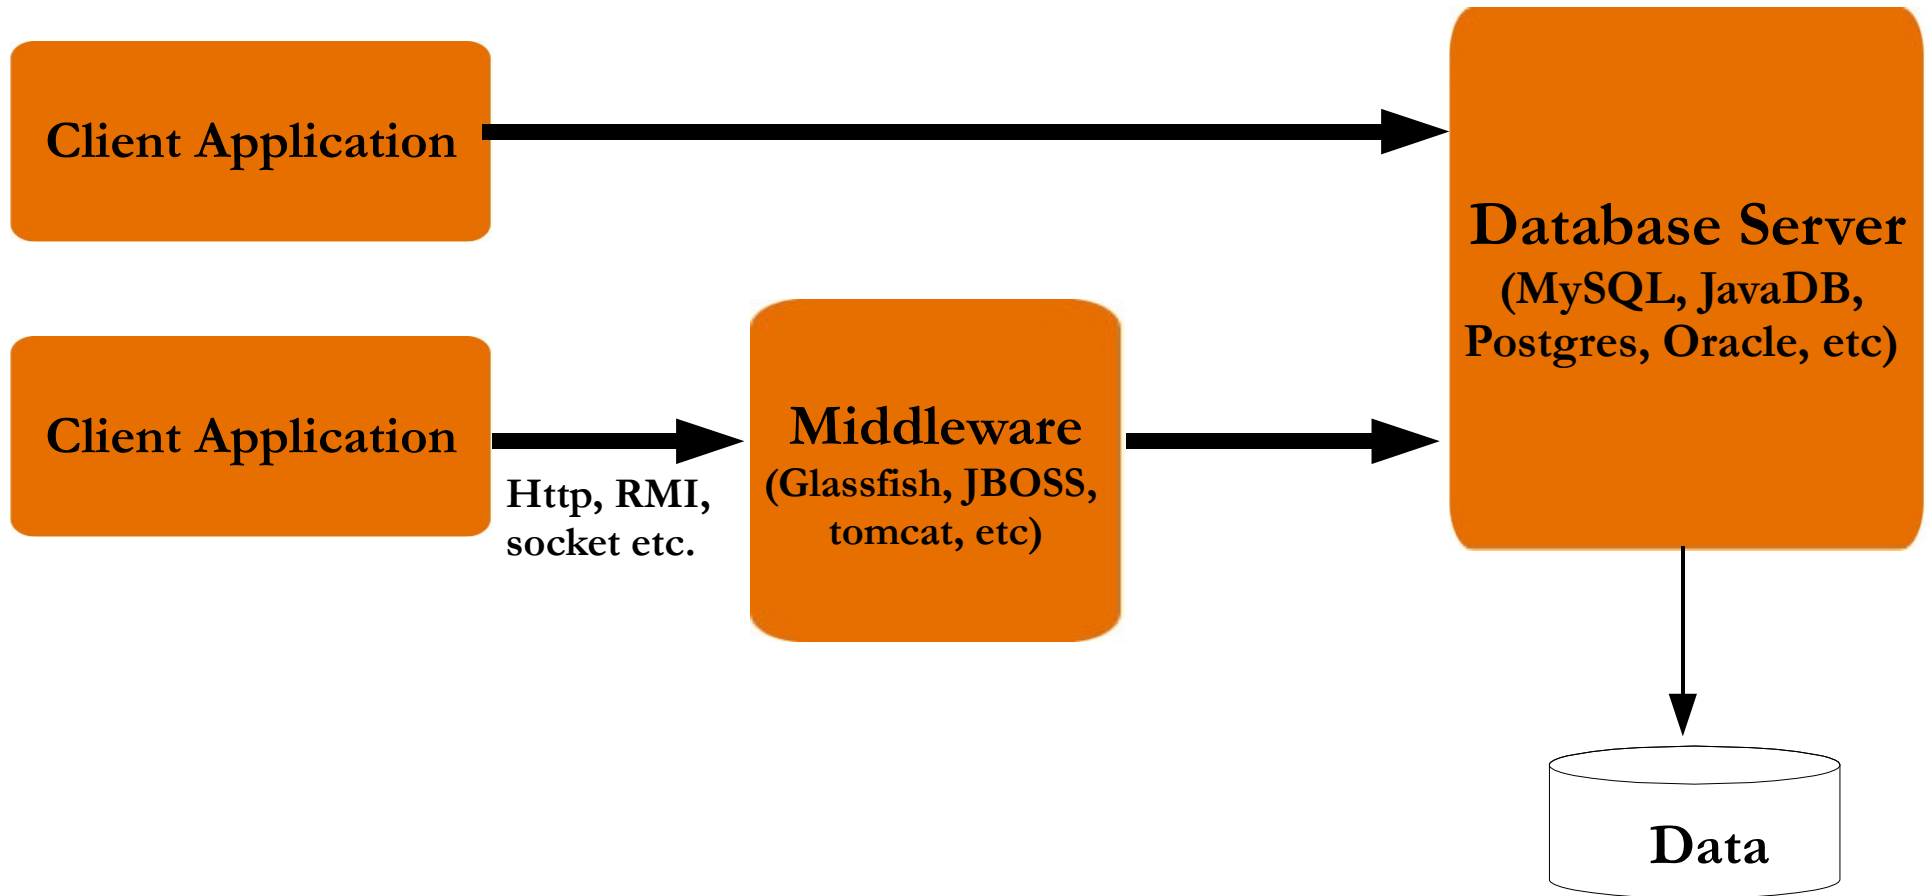 Client Application
Database Server
(MySQL, JavaDB,
Postgres, Oracle, etc)
Client Application
Http, RMI,
socket etc.
Middleware
(Glassfish, JBOSS,
tomcat, etc)
Data